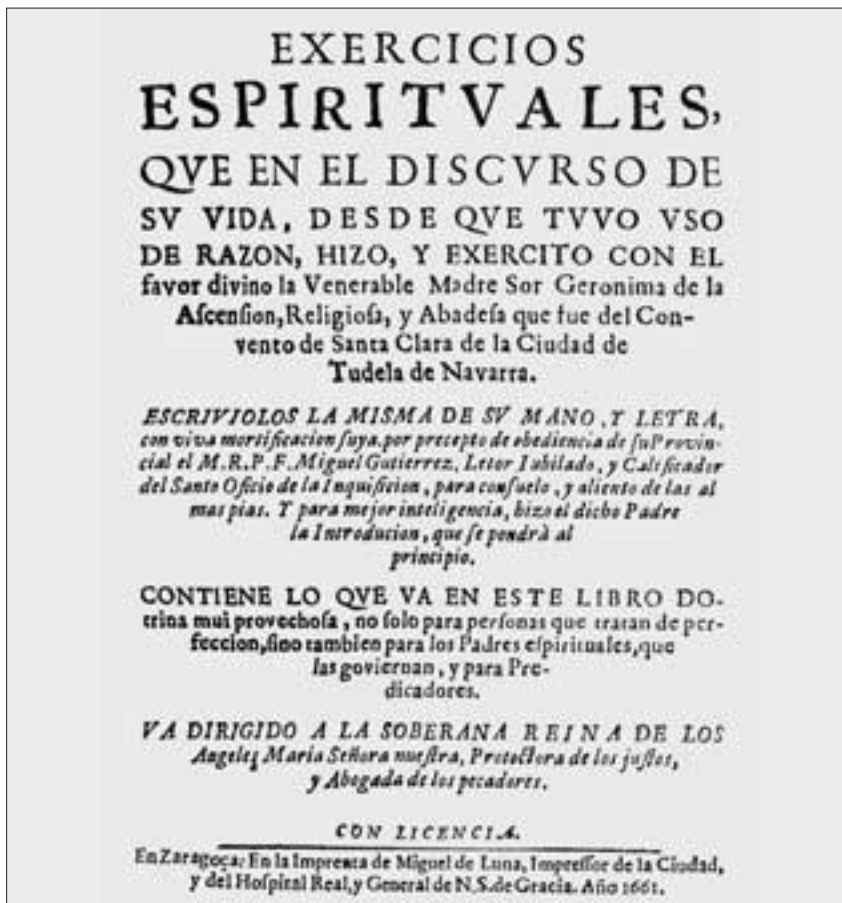 EXERCICIOS
ESPIRITVALES,
QVE EN EL DISCVRSO DE
SV VIDA, DESDE QVE TVVO VSO
DE RAZON, HIZO, Y EXERCITO CON EL
favor divino la Venerable Madre Sor Geronima de la
Aſcenſion, Religioſa, y Abadeſa que fue del Con-
vento de Santa Clara de la Ciudad de
Tudela de Navarra.
ESCRIVIOLOS LA MISMA DE SV MANO, Y LETRA,
con viva mortificacion ſuya. por precepto de obediencia de ſu Provin-
cial el M.R.P.F. Miguel Gutierrez, Letor Iubilado, y Calificador
del Santo Oficio de la Inquiſicion, para conſuelo, y aliento de las al
mas pias. Y para mejor inteligencia, hizo el dicho Padre
la Introducion, que ſe pondrà al
principio.
CONTIENE LO QVE VA EN ESTE LIBRO DO-
trina mui provechoſa, no ſolo para perſonas que tratan de per-
feccion, ſino tambien para los Padres eſpirituales, que
las goviernan, y para Pre-
dicadores.
VA DIRIGIDO A LA SOBERANA REINA DE LOS
Angeles Maria Señora nueſtra, Protectora de los juſtos,
y Abogada de los pecadores.
CON LICENCIA.
En Zaragoça: En la Imprenta de Miguel de Luna, Impreſſor de la Ciudad,
y del Hoſpital Real, y General de N.S. de Gracia. Año 1661.